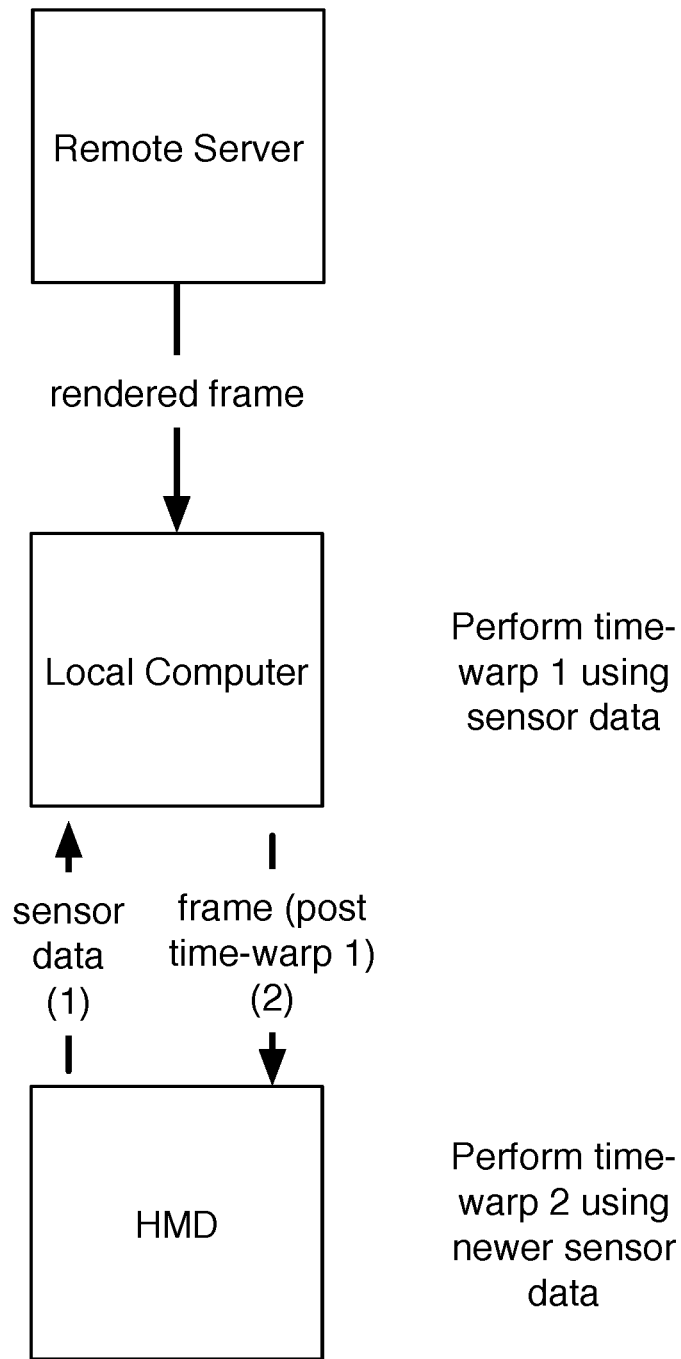 Remote Server
rendered frame
Local Computer
Perform time-
warp 1 using
sensor data
sensor
data
(1)
frame (post
time-warp 1)
(2)
HMD
Perform time-
warp 2 using
newer sensor
data